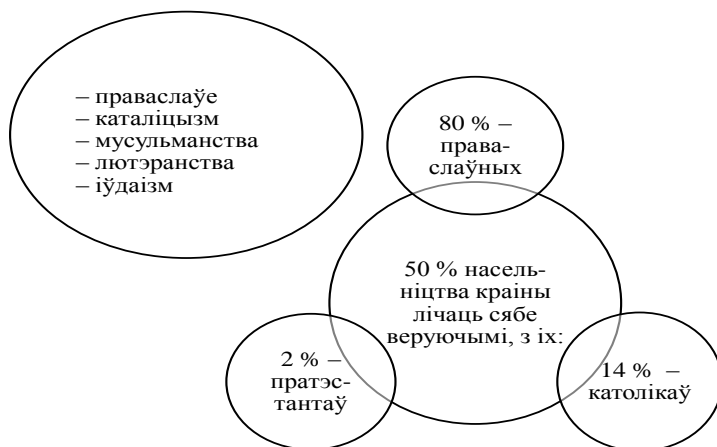 – праваслаўе
– каталіцызм
– мусульманства
– лютэранства
– іўдаізм
80 % –
права-
слаўных
50 % насель-
ніцтва краіны
лічаць сябе
веруючымі, з іх:
2 % –
пратэс-
тантаў
14 % –
католікаў